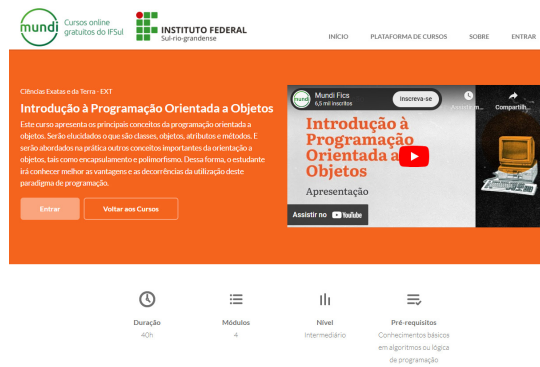 mundi
Cursos online
gratuitos do IFSul
INSTITUTO FEDERAL
Sul-rio-grandense
INÍCIO
PLATAFORMA DE CURSOS
SOBRE
ENTRAR
Ciências Exatas e da Terra - EXT
Introdução à Programação Orientada a Objetos
Este curso apresenta os principais conceitos da programação orientada a
objetos. Serão elucidados o que são classes, objetos, atributos e métodos. E
serão abordados na prática outros conceitos importantes da orientação a
objetos, tais como encapsulamento e polimorfismo. Dessa forma, o estudante
irá conhecer melhor as vantagens e as decorrências da utilização deste
paradigma de programação.
Entrar
Voltar aos Cursos
mundi
Mundi Fics
6,5 mil inscritos
Inscreva-se
Compartilh...
Introdução à
Programação
Orientada a
Objetos
Apresentação
Assistir no YouTube
Duração
40h
Módulos
4
Nível
Intermediário
Pré-requisitos
Conhecimentos básicos
em algoritmos ou lógica
de programação